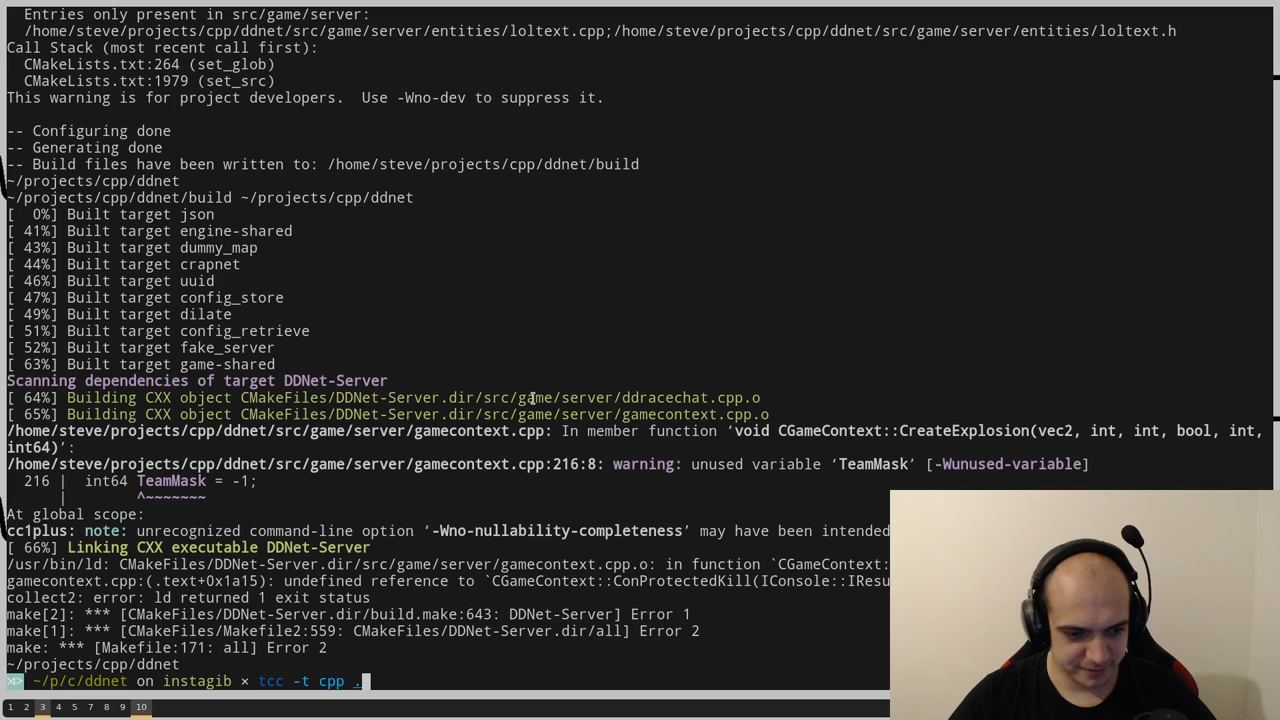 Entries only present in src/game/server:
  /home/steve/projects/cpp/ddnet/src/game/server/entities/loltext.cpp;/home/steve/projects/cpp/ddnet/src/game/server/entities/loltext.h
Call Stack (most recent call first):
  CMakeLists.txt:264 (set_glob)
  CMakeLists.txt:1979 (set_src)
This warning is for project developers.  Use -Wno-dev to suppress it.
-- Configuring done
-- Generating done
-- Build files have been written to: /home/steve/projects/cpp/ddnet/build
~/projects/cpp/ddnet
~/projects/cpp/ddnet/build ~/projects/cpp/ddnet
[  0%] Built target json
[ 41%] Built target engine-shared
[ 43%] Built target dummy_map
[ 44%] Built target crapnet
[ 46%] Built target uuid
[ 47%] Built target config_store
[ 49%] Built target dilate
[ 51%] Built target config_retrieve
[ 52%] Built target fake_server
[ 63%] Built target game-shared
Scanning dependencies of target DDNet-Server
[ 64%] Building CXX object CMakeFiles/DDNet-Server.dir/src/game/server/ddracechat.cpp.o
[ 65%] Building CXX object CMakeFiles/DDNet-Server.dir/src/game/server/gamecontext.cpp.o
/home/steve/projects/cpp/ddnet/src/game/server/gamecontext.cpp: In member function ‘void CGameContext::CreateExplosion(vec2, int, int, bool, int,
int64)’:
/home/steve/projects/cpp/ddnet/src/game/server/gamecontext.cpp:216:8: warning: unused variable ‘TeamMask’ [-Wunused-variable]
  216 |  int64 TeamMask = -1;
      |        ^~~~~~~~
At global scope:
cc1plus: note: unrecognized command-line option ‘-Wno-nullability-completeness’ may have been intended
[ 66%] Linking CXX executable DDNet-Server
/usr/bin/ld: CMakeFiles/DDNet-Server.dir/src/game/server/gamecontext.cpp.o: in function `CGameContext::
gamecontext.cpp:(.text+0x1a15): undefined reference to `CGameContext::ConProtectedKill(IConsole::IResu
collect2: error: ld returned 1 exit status
make[2]: *** [CMakeFiles/DDNet-Server.dir/build.make:643: DDNet-Server] Error 1
make[1]: *** [CMakeFiles/Makefile2:559: CMakeFiles/DDNet-Server.dir/all] Error 2
make: *** [Makefile:171: all] Error 2
~/projects/cpp/ddnet
~/p/c/ddnet on instagib × tcc -t cpp .
1 2 3 4 5 6 7 8 9 10